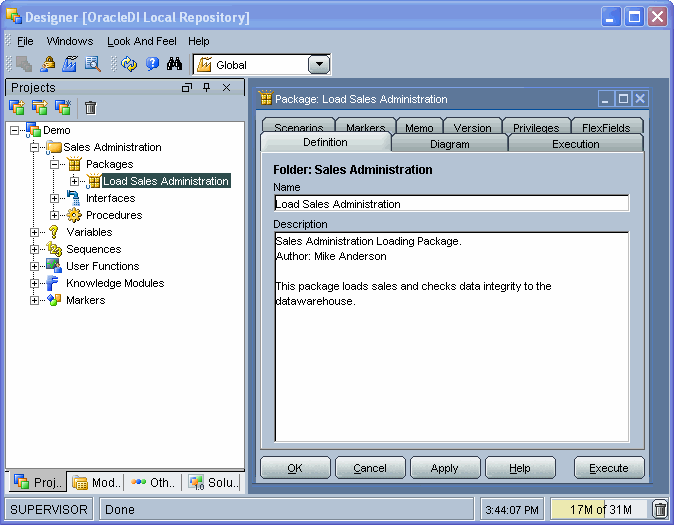 Designer [OracleDI Local Repository]
File Windows Look And Feel Help
Global
Projects
Demo
Sales Administration
Packages
Load Sales Administration
Interfaces
Procedures
Variables
Sequences
User Functions
Knowledge Modules
Markers
Proj.. Mod.. Oth.. Solu..
Package: Load Sales Administration
Scenarios Markers Memo Version Privileges FlexFields
Definition Diagram Execution
Folder: Sales Administration
Name
Load Sales Administration
Description
Sales Administration Loading Package.
Author: Mike Anderson
This package loads sales and checks data integrity to the
datawarehouse.
OK Cancel Apply Help Execute
SUPERVISOR Done 3:44:07 PM 17M of 31M